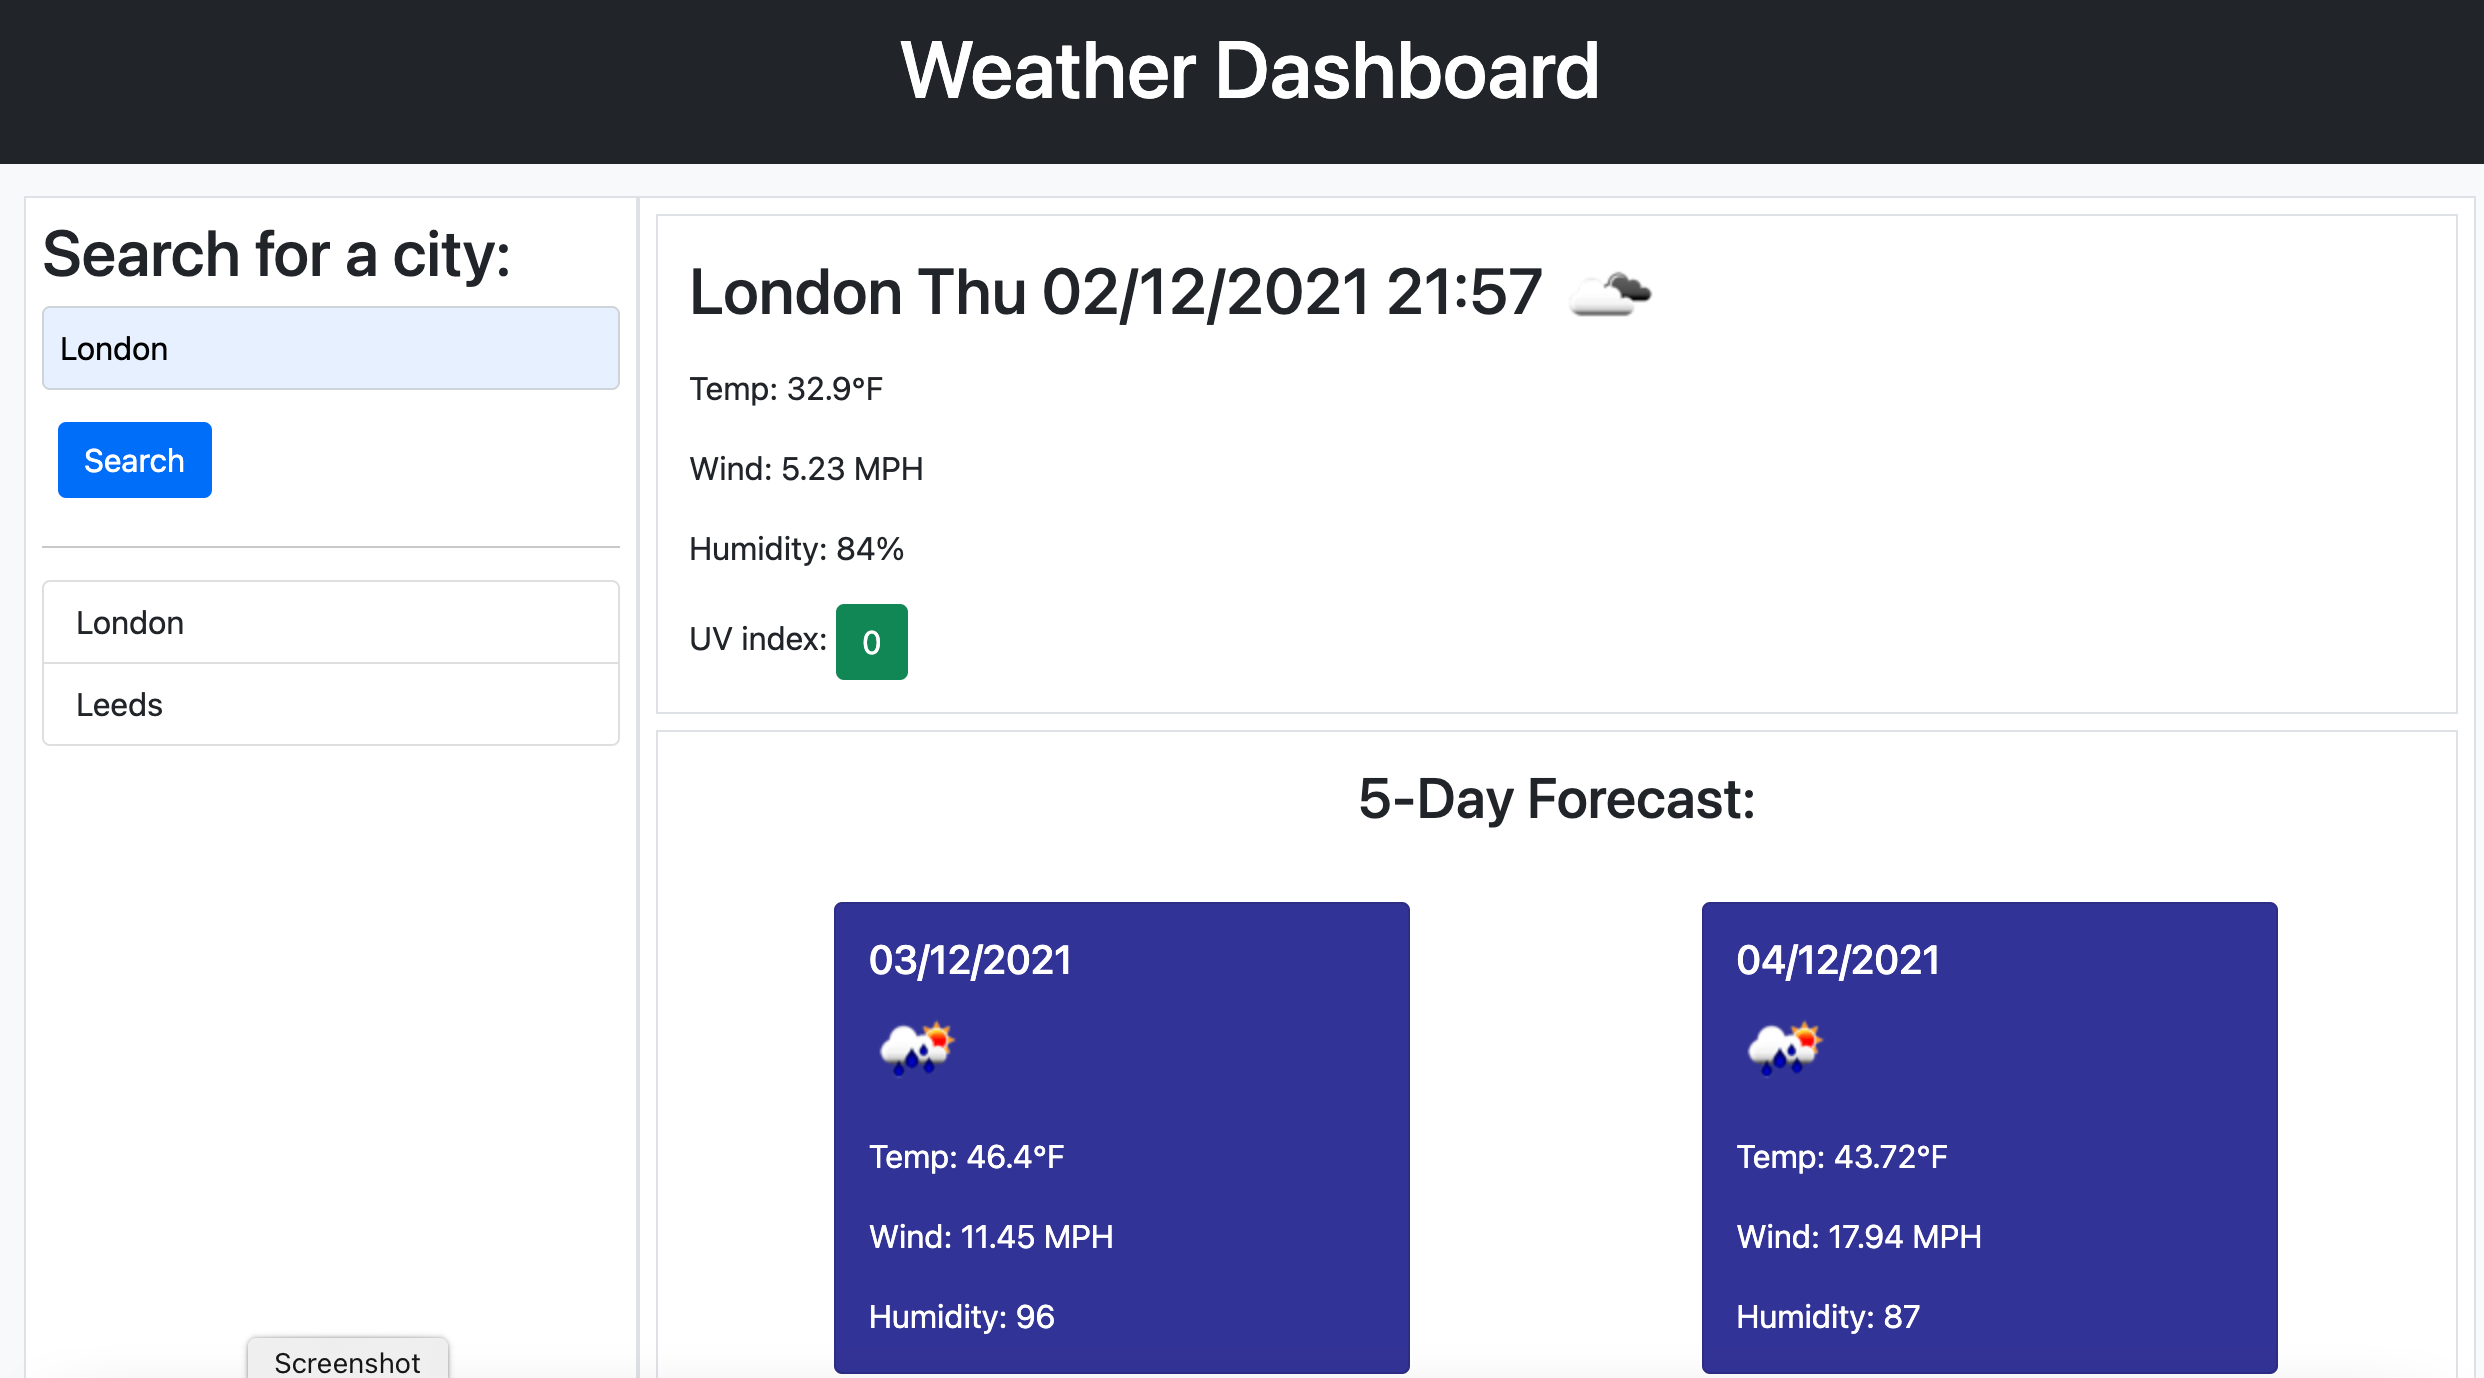 Weather Dashboard
Search for a city:
London
Search
London
Leeds
London Thu 02/12/2021 21:57
Temp: 32.9°F
Wind: 5.23 MPH
Humidity: 84%
UV index: 0
5-Day Forecast:
03/12/2021
Temp: 46.4°F
Wind: 11.45 MPH
Humidity: 96
04/12/2021
Temp: 43.72°F
Wind: 17.94 MPH
Humidity: 87
Screenshot